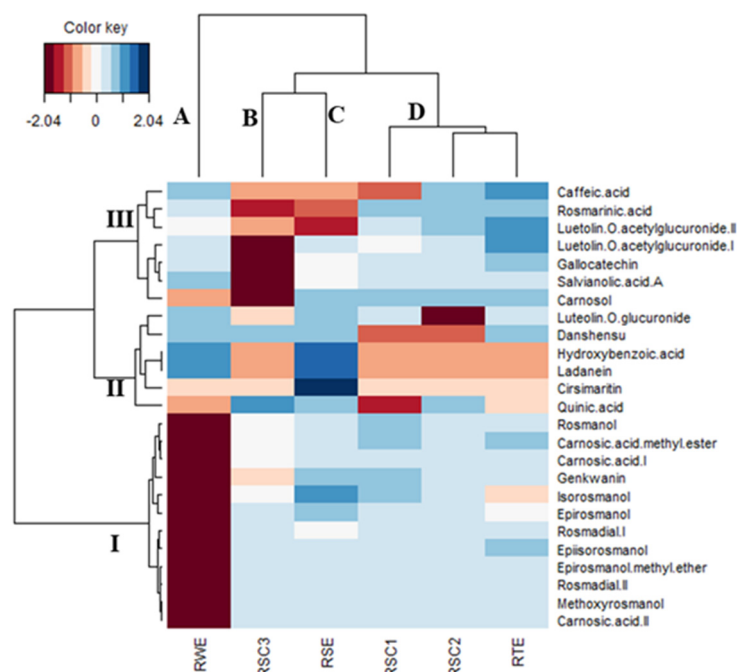 Color key
-2.04 0 2.04
A
B
C
D
III
II
I
Caffeic.acid
Rosmarinic.acid
Luetolin.O.acetylglucuronide.II
Luetolin.O.acetylglucuronide.I
Gallocatechin
Salvianolic.acid.A
Carnosol
Luteolin.O.glucuronide
Danshensu
Hydroxybenzoic.acid
Ladanein
Cirsimaritin
Quinic.acid
Rosmanol
Carnosic.acid.methyl.ester
Carnosic.acid.I
Genkwanin
Isorosmanol
Epirosmanol
Rosmadial.I
Epiisorosmanol
Epirosmanol.methyl.ether
Rosmadial.II
Methoxyrosmanol
Carnosic.acid.II
RWE
RSC3
RSE
RSC1
RSC2
RTE